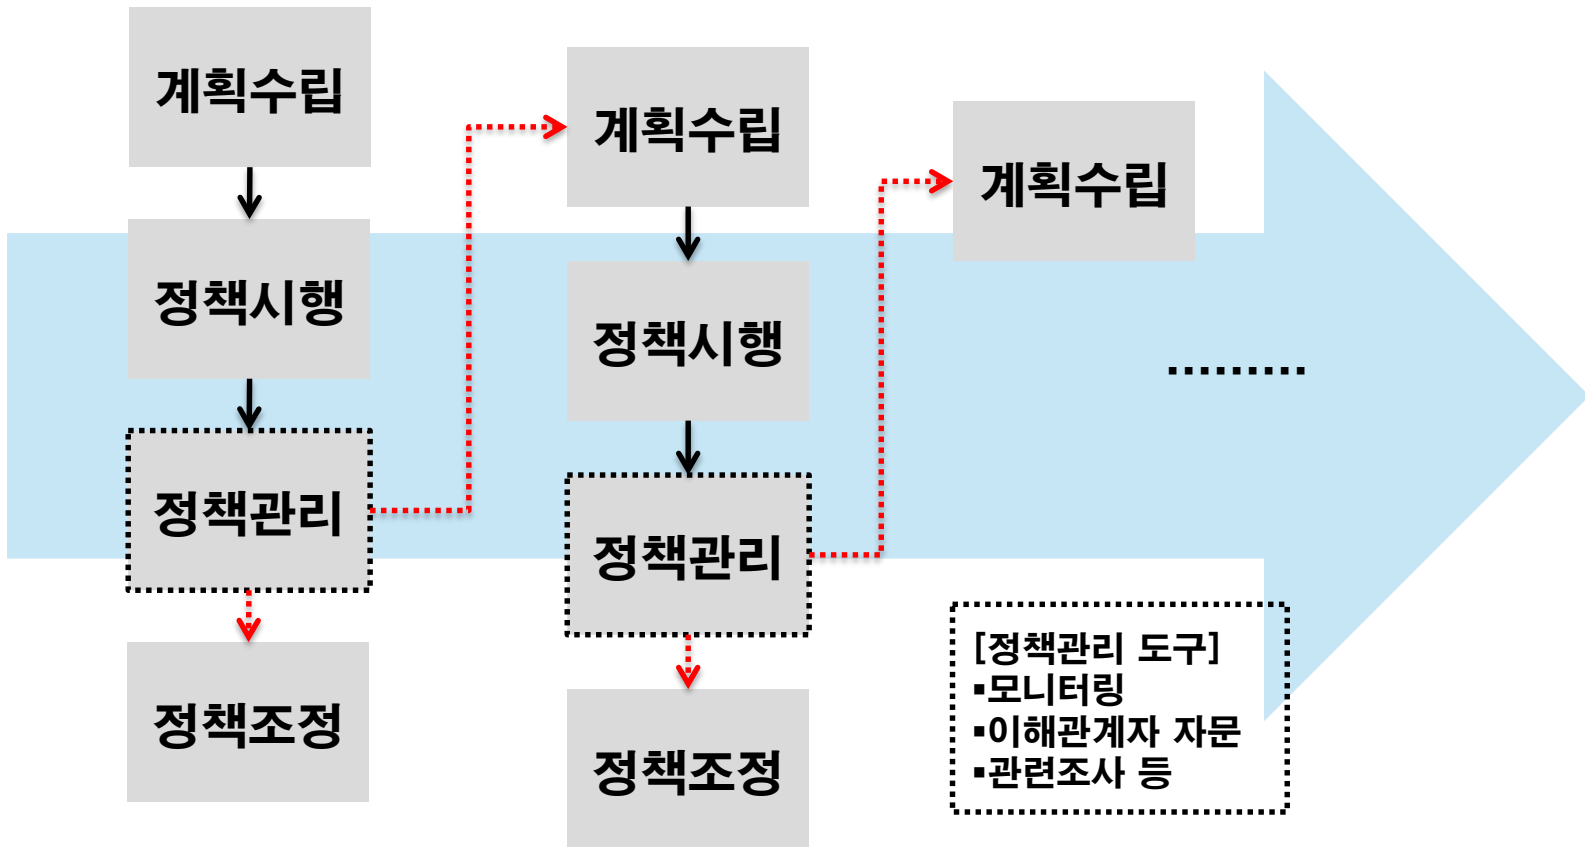 계획수립
정책시행
정책관리
정책조정
계획수립
정책시행
정책관리
정책조정
계획수립
·········
[정책관리 도구]
▪모니터링
▪이해관계자 자문
▪관련조사 등